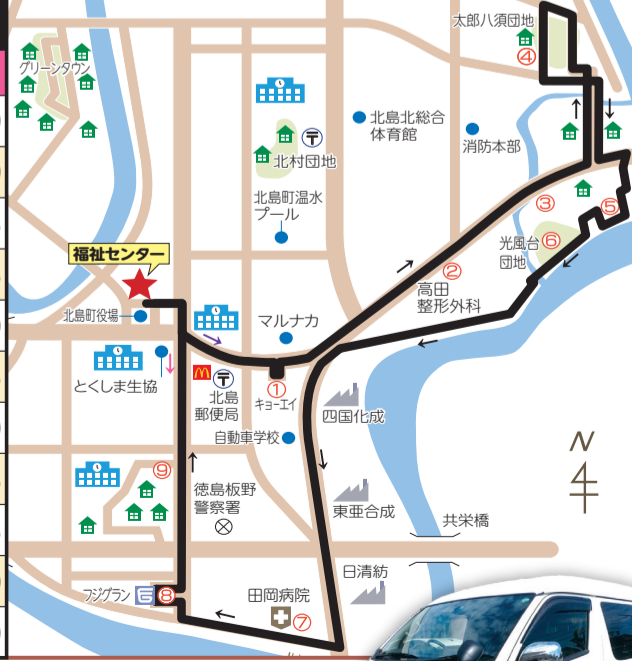 太郎八須団地
④
グリーンタウン
北島北総合
体育館
消防本部
〒
北村団地
北島町温水
プール
③
⑤
⑥
光風台
団地
福祉センター
②
高田
整形外科
北島町役場
マルナカ
とくしま生協
M
〒
北島
郵便局
①
キョーエイ
四国化成
自動車学校
⑨
徳島板野
警察署
東亜合成
共栄橋
N
日清紡
フジグラン
G
⑧
田岡病院
⑦